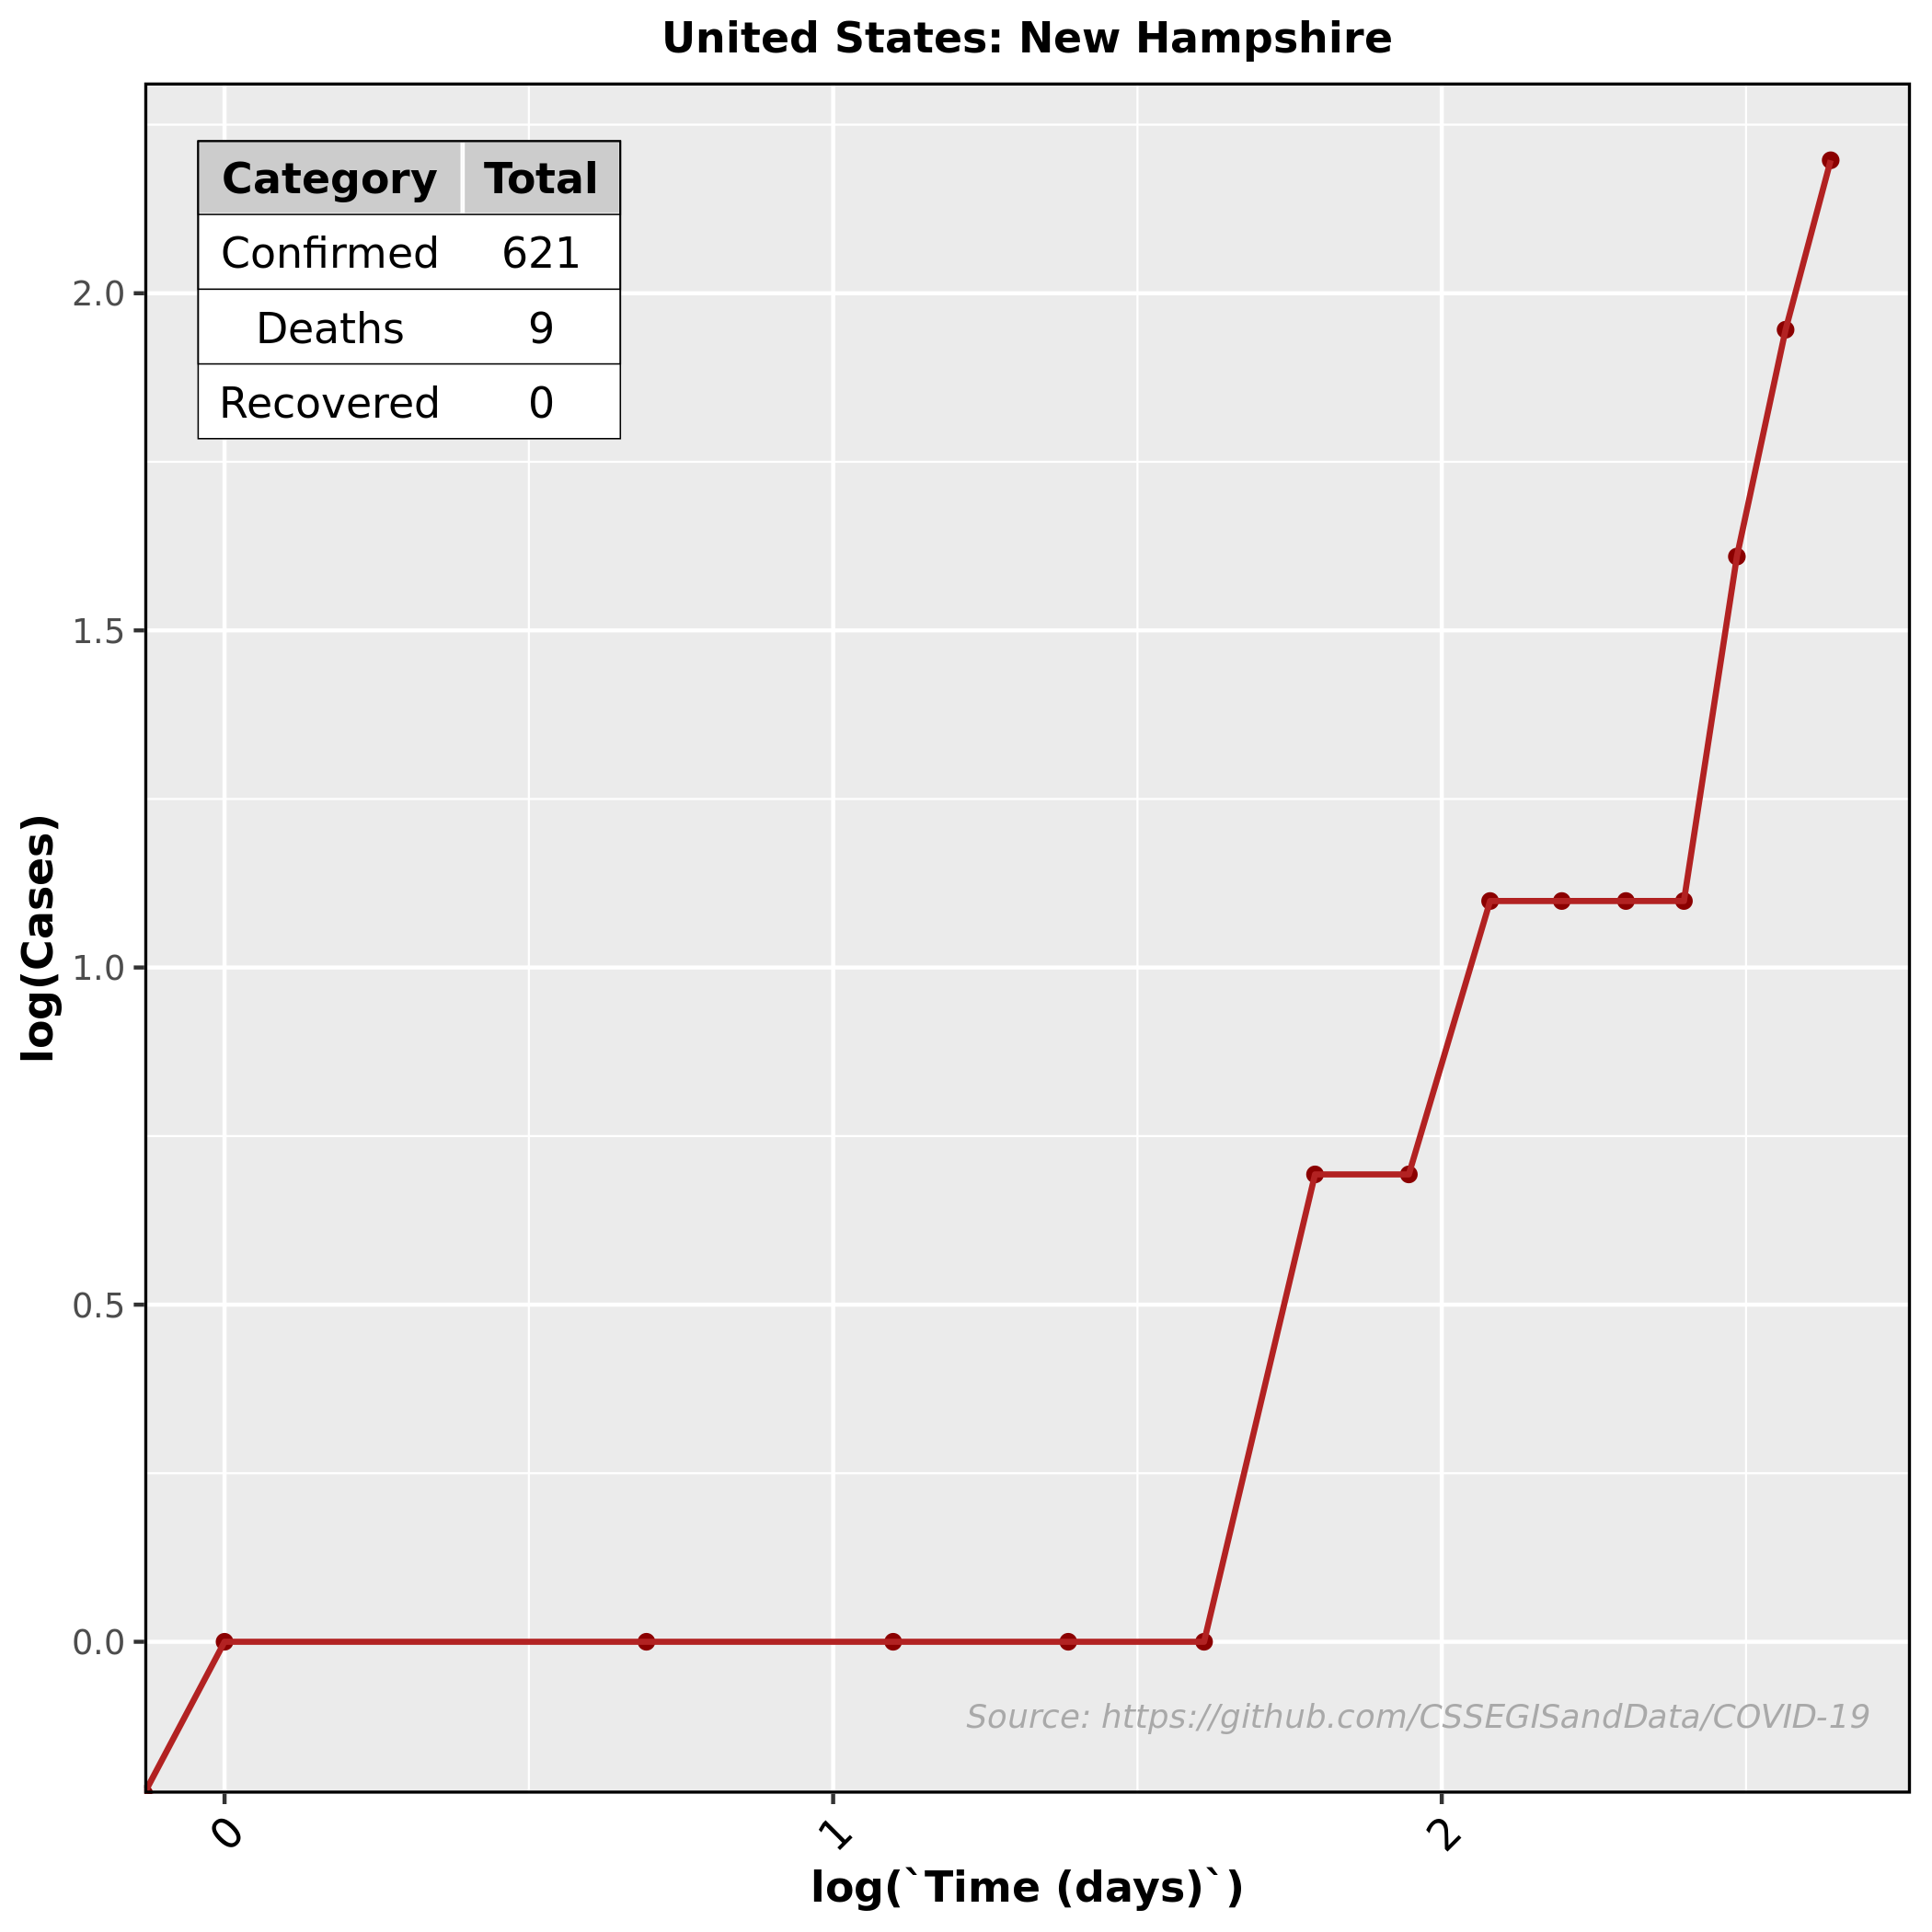 United States: New Hampshire
Category Total
Confirmed 621
Deaths 9
Recovered 0
2.0
1.5
1.0
0.5
0.0
log(Cases)
Source: https://github.com/CSSEGISandData/COVID-19
0 1 2
log(`Time (days)`)